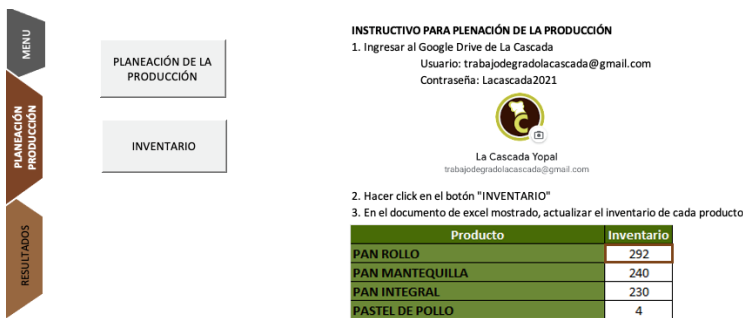 MENU
PLANEACIÓN
PRODUCCIÓN
RESULTADOS
PLANEACIÓN DE LA
PRODUCCIÓN
INVENTARIO
INSTRUCTIVO PARA PLENACIÓN DE LA PRODUCCIÓN
1. Ingresar al Google Drive de La Cascada
Usuario: trabajodegradolacascada@gmail.com
Contraseña: Lacascada2021
C
La Cascada Yopal
trabajodegradolacascada@gmail.com
2. Hacer click en el botón "INVENTARIO"
3. En el documento de excel mostrado, actualizar el inventario de cada producto
Producto Inventario
PAN ROLLO 292
PAN MANTEQUILLA 240
PAN INTEGRAL 230
PASTEL DE POLLO 4